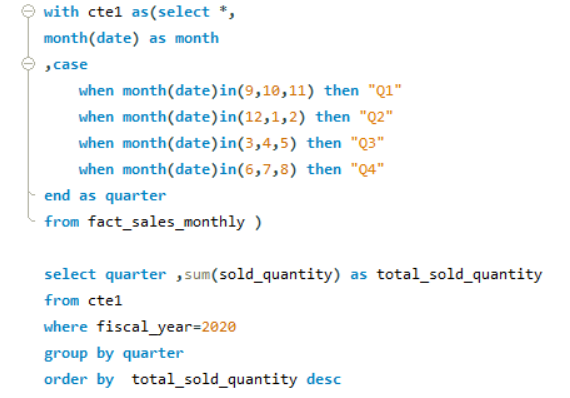 with cte1 as(select *,
month(date) as month
,case
when month(date)in(9,10,11) then "Q1"
when month(date)in(12,1,2) then "Q2"
when month(date)in(3,4,5) then "Q3"
when month(date)in(6,7,8) then "Q4"
end as quarter
from fact_sales_monthly )
select quarter ,sum(sold_quantity) as total_sold_quantity
from cte1
where fiscal_year=2020
group by quarter
order by  total_sold_quantity desc